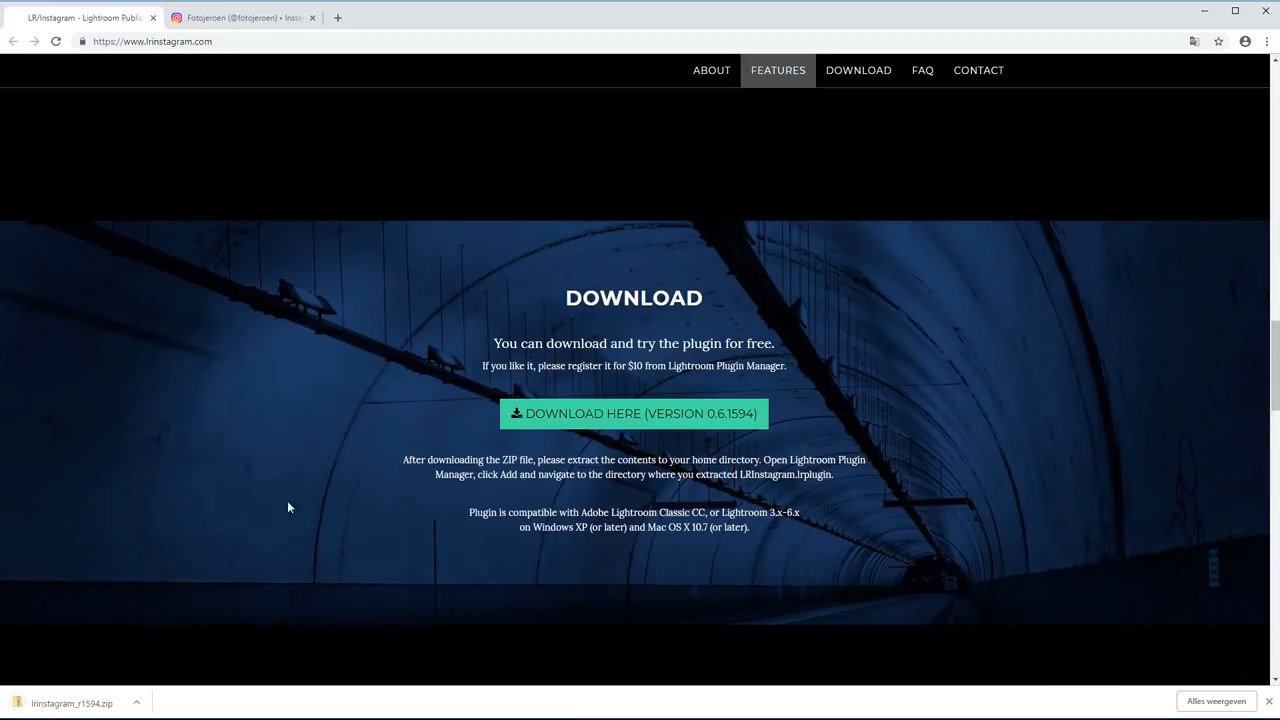 LR/Instagram - Lightroom Publi
Fotojeroen (@fotojeroen) • Insta
https://www.lrinstagram.com
ABOUT FEATURES DOWNLOAD FAQ CONTACT
DOWNLOAD
You can download and try the plugin for free.
If you like it, please register it for $10 from Lightroom Plugin Manager.
DOWNLOAD HERE (VERSION 0.6.1594)
After downloading the ZIP file, please extract the contents to your home directory. Open Lightroom Plugin
Manager, click Add and navigate to the directory where you extracted LRInstagram.lrplugin.
Plugin is compatible with Adobe Lightroom Classic CC, or Lightroom 3.x-6.x
on Windows XP (or later) and Mac OS X 10.7 (or later).
lrinstagram_r1594.zip
Alles weergeven